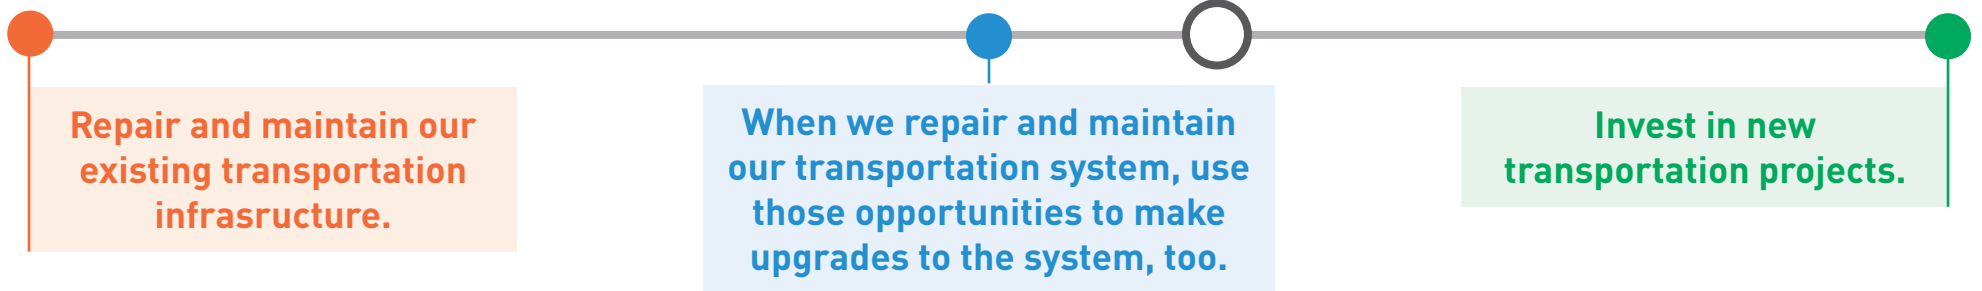 Repair and maintain our
existing transportation
infrasructure.
When we repair and maintain
our transportation system, use
those opportunities to make
upgrades to the system, too.
Invest in new
transportation projects.